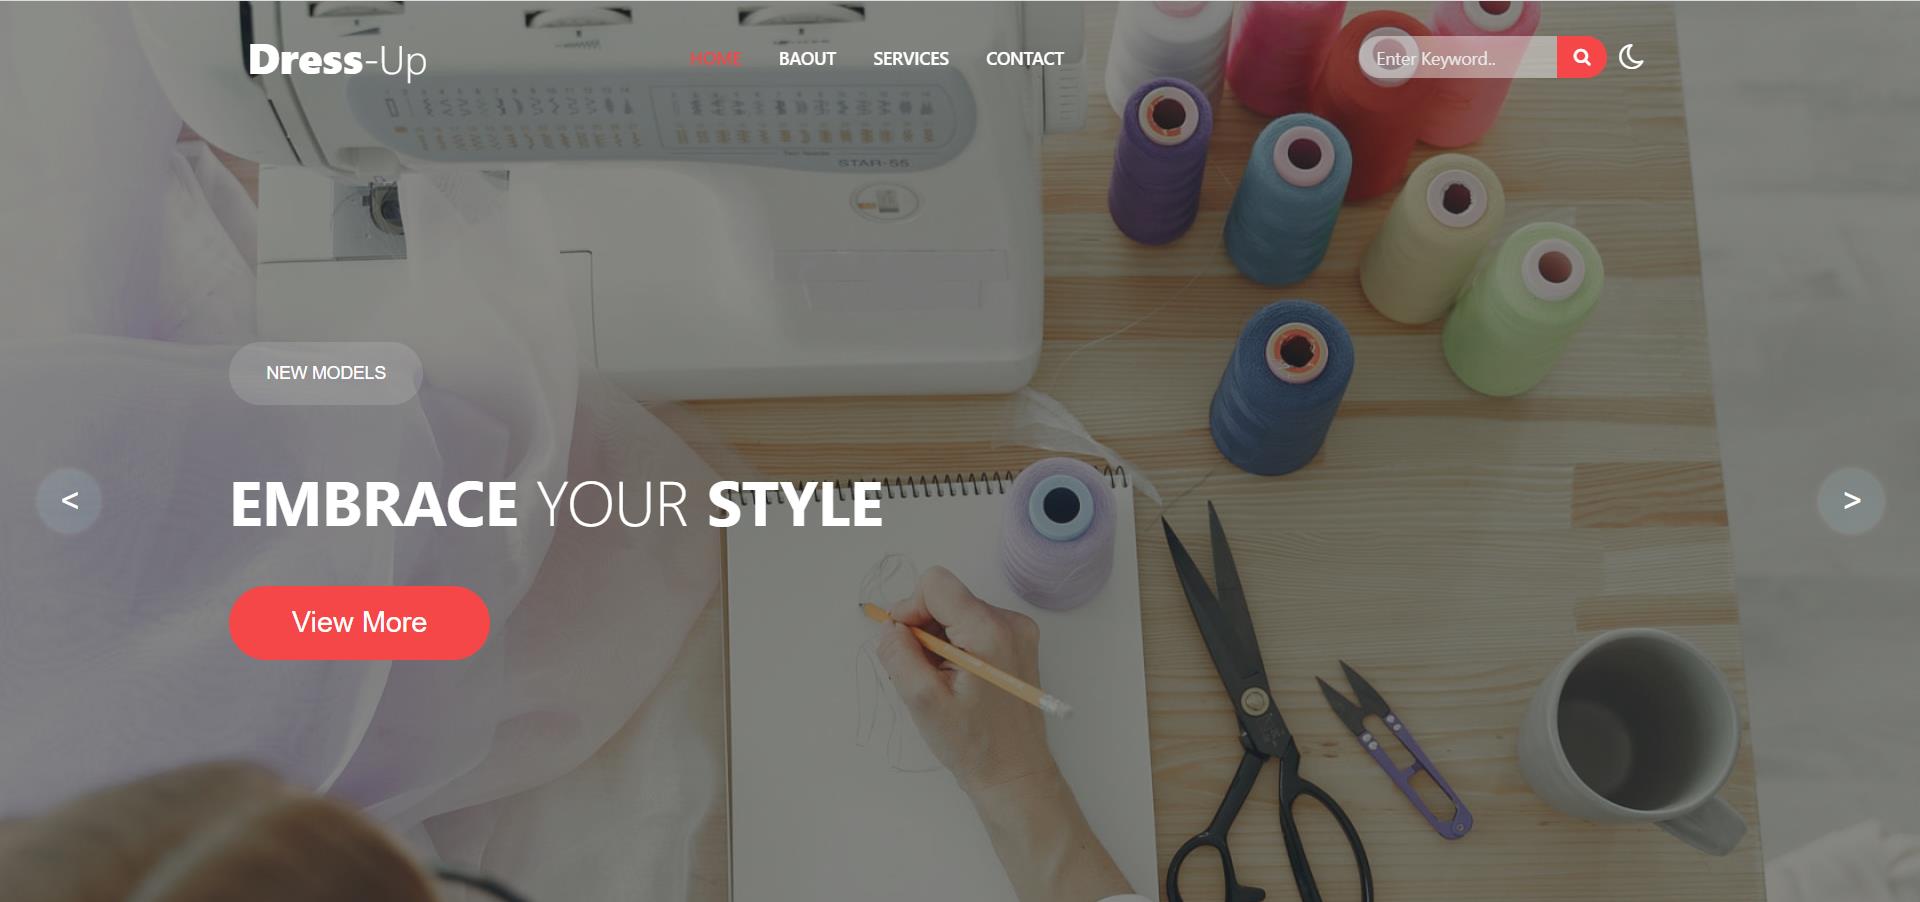 Dress-Up
HOME BAOUT SERVICES CONTACT
Enter Keyword..
STAR-55
NEW MODELS
<
>
EMBRACE YOUR STYLE
View More